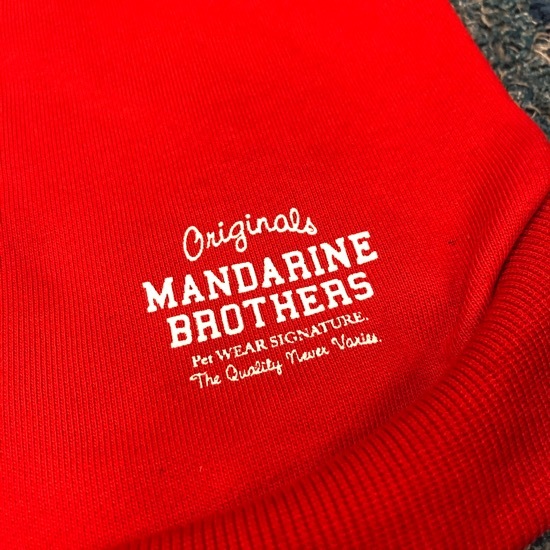 Originals
MANDARINE
BROTHERS
Pet WEAR SIGNATURE.
The Quality Never Varies.